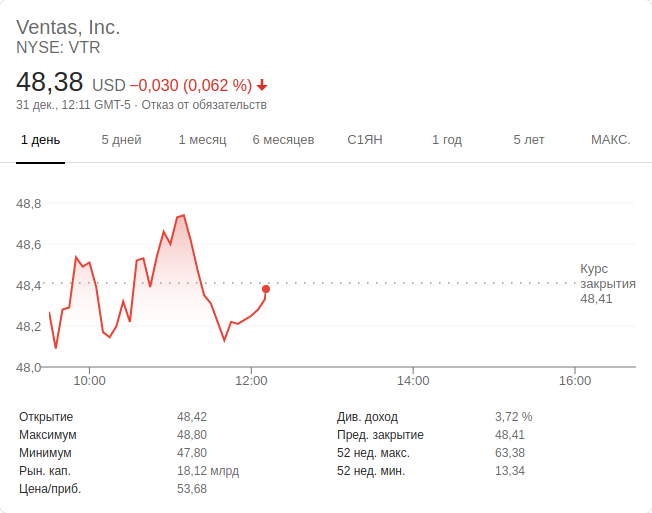 Ventas, Inc.
NYSE: VTR
48,38 USD −0,030 (0,062 %)
31 дек., 12:11 GMT-5 · Отказ от обязательств
1 день 5 дней 1 месяц 6 месяцев С1ЯН 1 год 5 лет МАКС.
48,8
48,6
48,4
48,2
48,0
Курс
закрытия
48,41
10:00 12:00 14:00 16:00
Открытие 48,42 Див. доход 3,72 %
Максимум 48,80 Пред. закрытие 48,41
Минимум 47,80 52 нед. макс. 63,38
Рын. кап. 18,12 млрд 52 нед. мин. 13,34
Цена/приб. 53,68